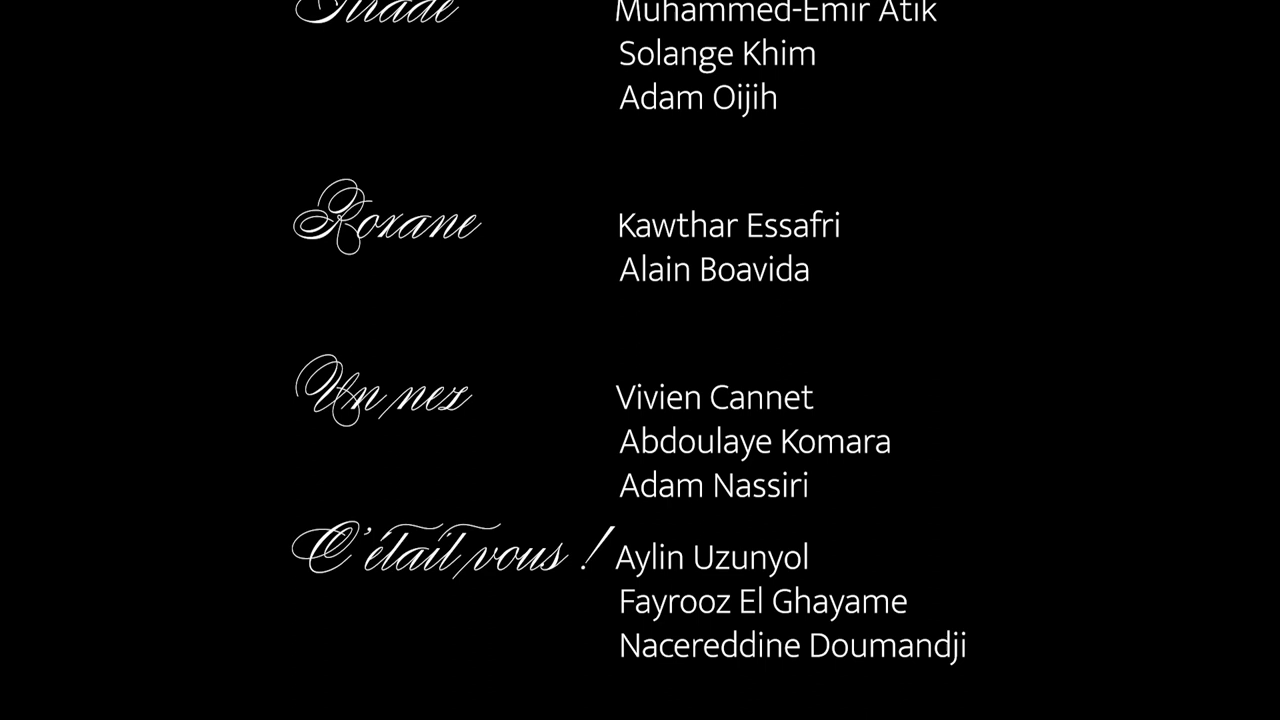 Tirade Muhammed-Emir Atik
Solange Khim
Adam Oijih
Roxane Kawthar Essafri
Alain Boavida
Un nez Vivien Cannet
Abdoulaye Komara
Adam Nassiri
C'était vous ! Aylin Uzunyol
Fayrooz El Ghayame
Nacereddine Doumandji